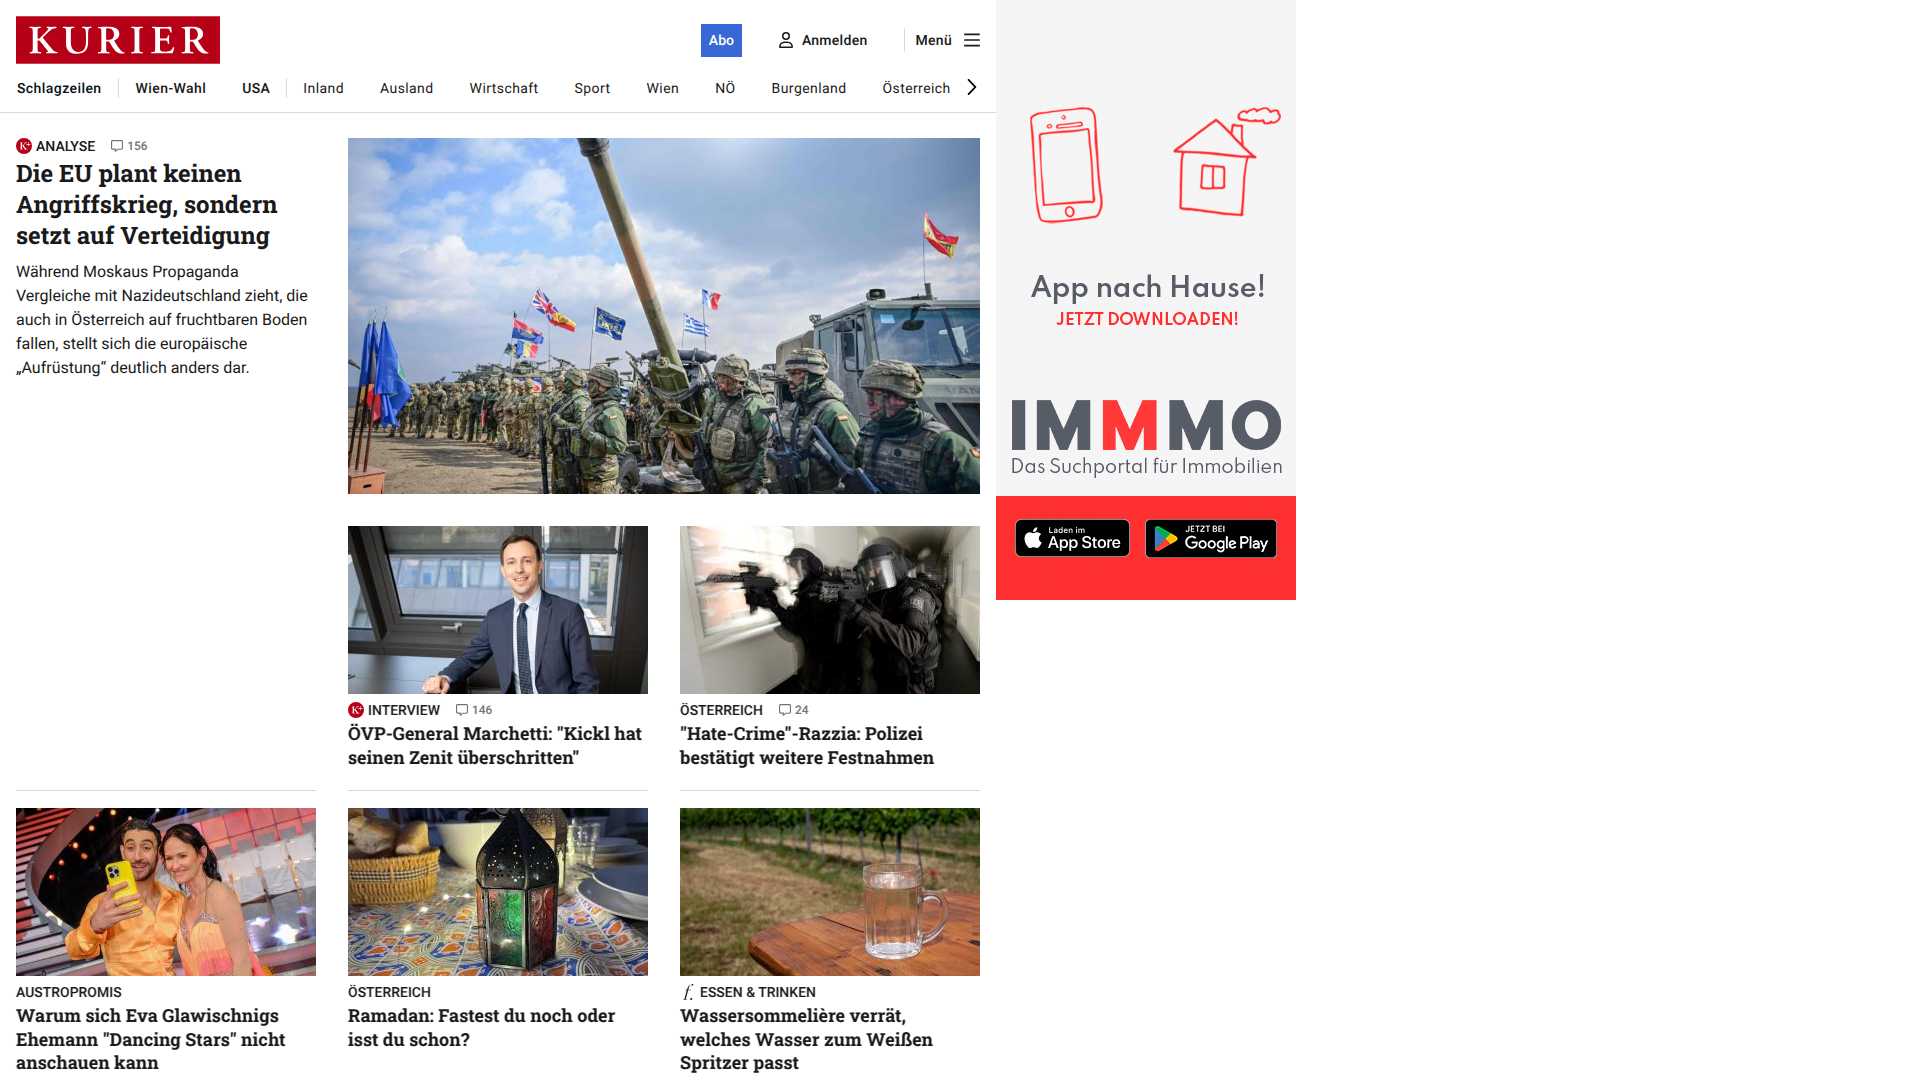 KURIER
Abo
Anmelden
Menü
Schlagzeilen
Wien-Wahl
USA
Inland
Ausland
Wirtschaft
Sport
Wien
NÖ
Burgenland
Österreich
K+ ANALYSE 156
Die EU plant keinen
Angriffskrieg, sondern
setzt auf Verteidigung
Während Moskaus Propaganda
Vergleiche mit Nazideutschland zieht, die
auch in Österreich auf fruchtbaren Boden
fallen, stellt sich die europäische
„Aufrüstung“ deutlich anders dar.
K+ INTERVIEW 146
ÖVP-General Marchetti: "Kickl hat
seinen Zenit überschritten"
ÖSTERREICH 24
"Hate-Crime"-Razzia: Polizei
bestätigt weitere Festnahmen
AUSTROPROMIS
Warum sich Eva Glawischnigs
Ehemann "Dancing Stars" nicht
anschauen kann
ÖSTERREICH
Ramadan: Fastest du noch oder
isst du schon?
f. ESSEN & TRINKEN
Wassersommelière verrät,
welches Wasser zum Weißen
Spritzer passt
App nach Hause!
JETZT DOWNLOADEN!
IMMMO
Das Suchportal für Immobilien
Laden im
App Store
JETZT BEI
Google Play